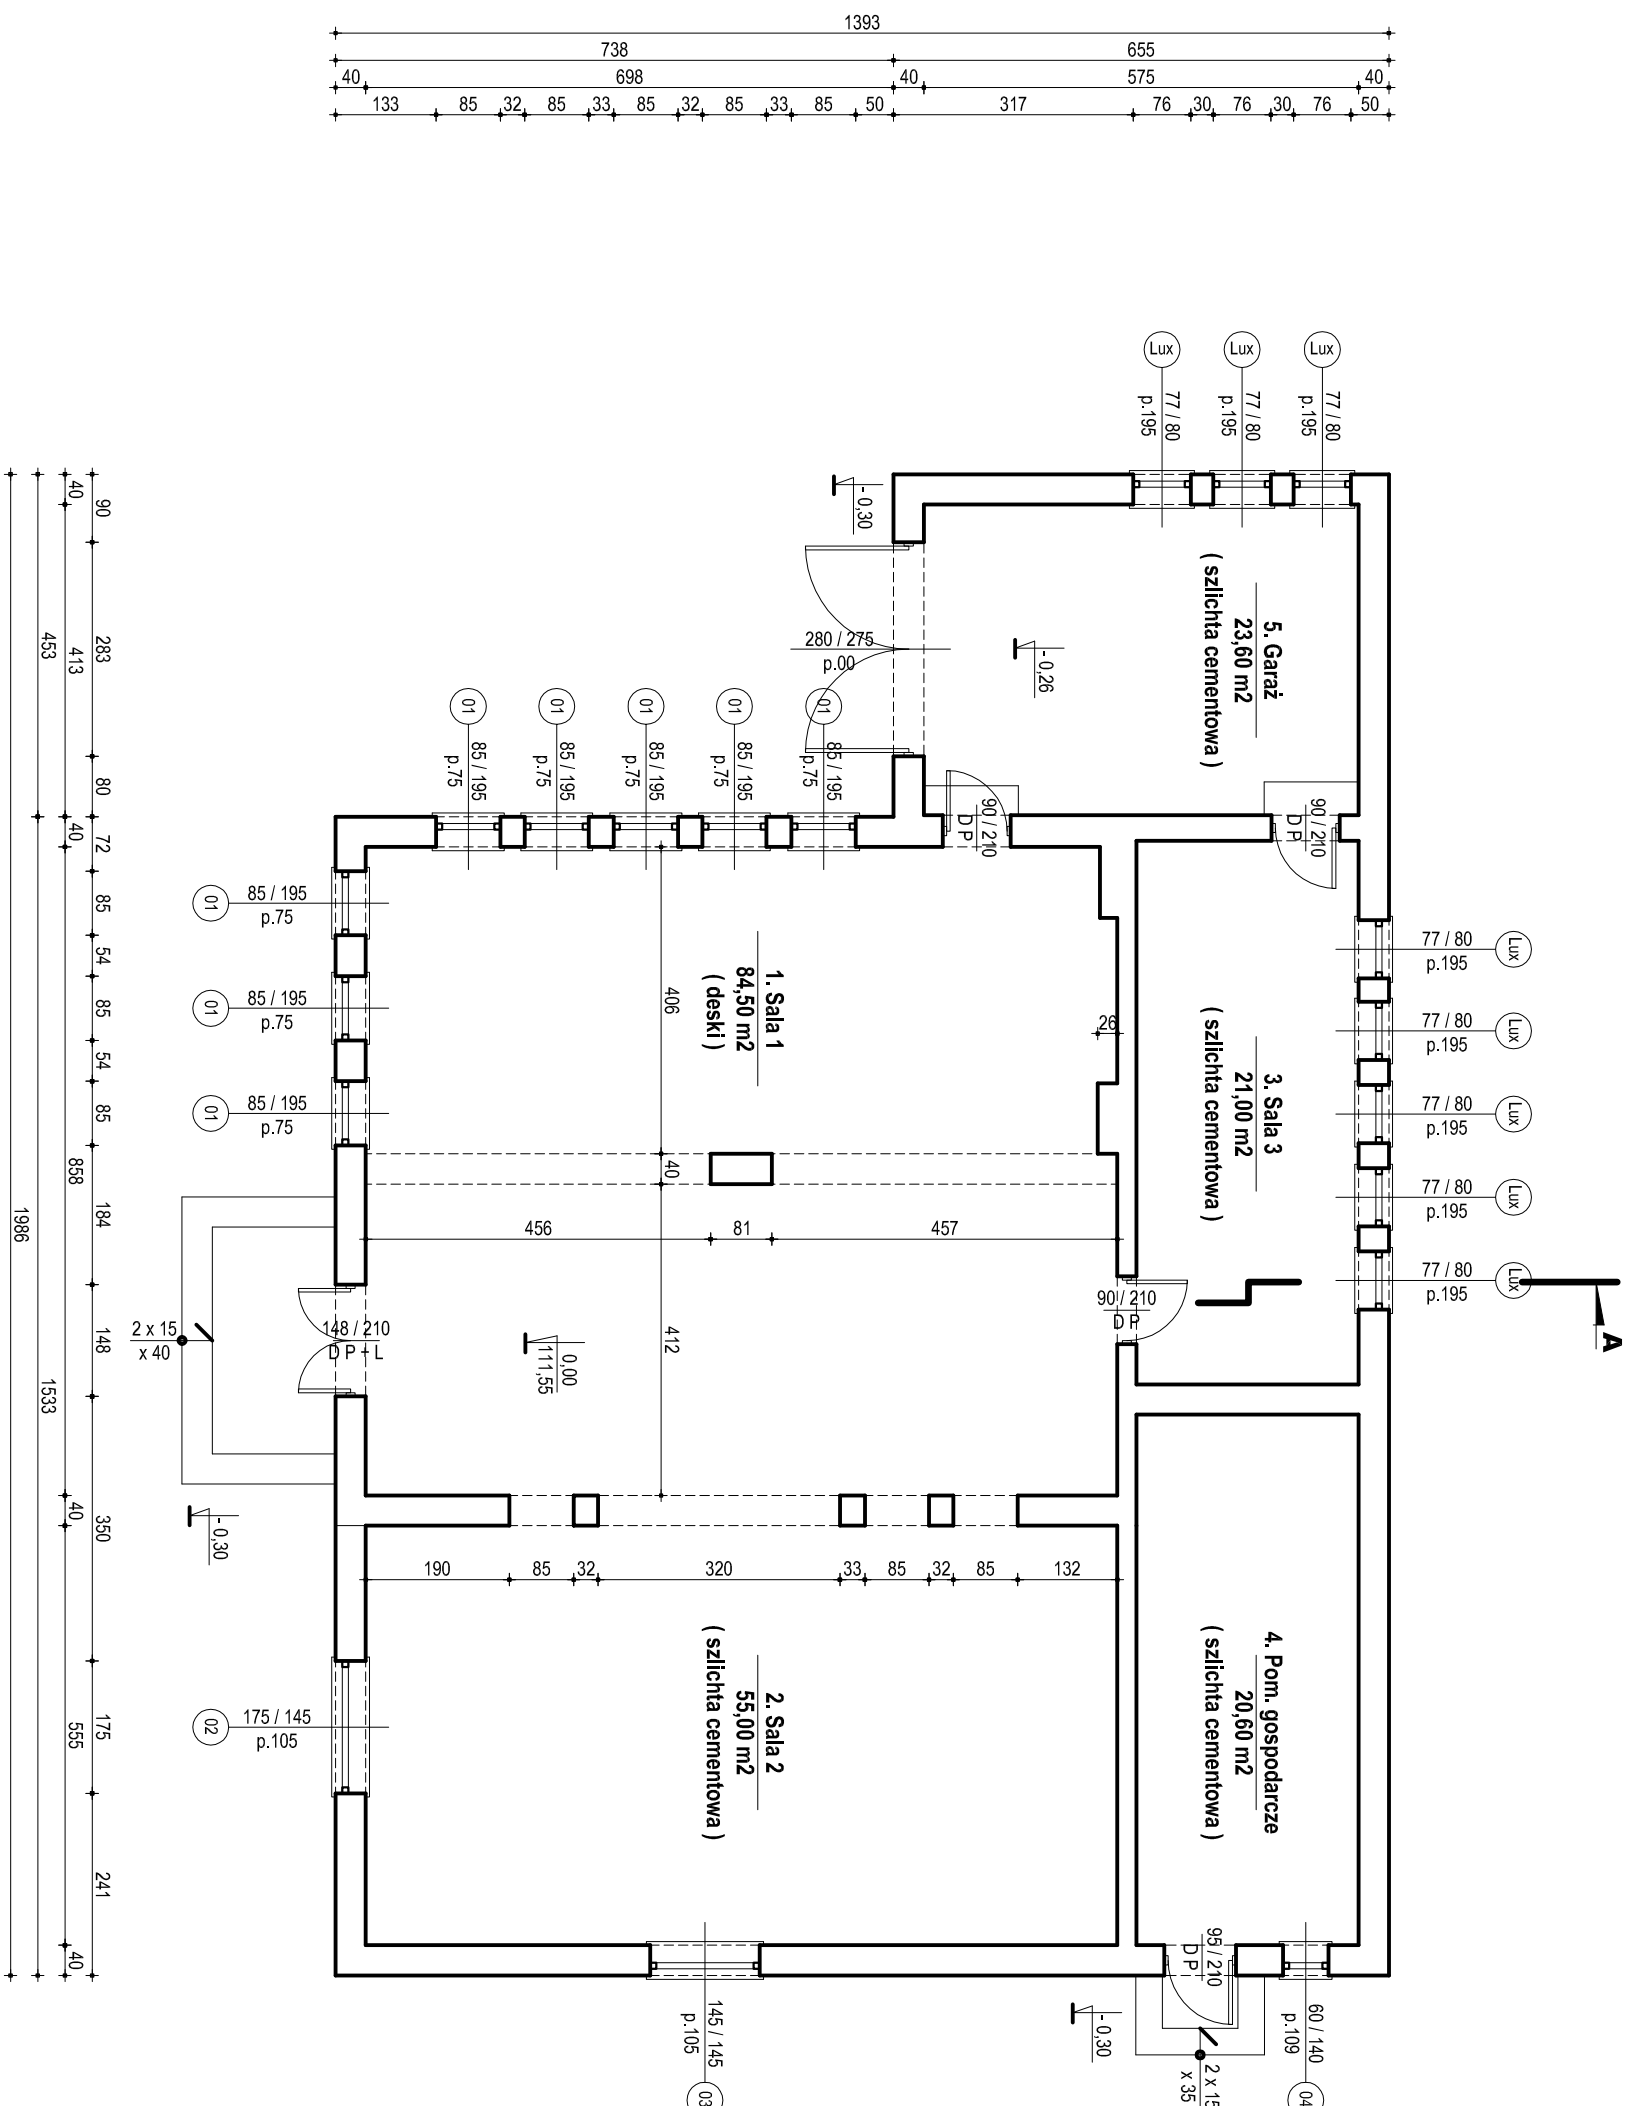 1393
738 655
40 698 40 575 40
133 85 32 85 33 85 32 85 33 85 50 317 76 30 76 30 76 50
Lux
77 / 80
p.195
Lux
77 / 80
p.195
Lux
77 / 80
p.195
- 0,30
5. Garaż
23,60 m2
( szlichta cementowa )
- 0,26
280 / 275
p.00
01
85 / 195
p.75
01
85 / 195
p.75
01
85 / 195
p.75
01
85 / 195
p.75
01
85 / 195
p.75
90 / 210
D P
90 / 210
D P
01
85 / 195
p.75
01
85 / 195
p.75
01
85 / 195
p.75
1. Sala 1
84,50 m2
( deski )
406
40
412
26
456 81 457
3. Sala 3
21,00 m2
( szlichta cementowa )
77 / 80
p.195
Lux
77 / 80
p.195
Lux
77 / 80
p.195
Lux
77 / 80
p.195
Lux
77 / 80
p.195
Lux
A
90 / 210
D P
148 / 210
D P + L
2 x 15
x 40
0,00
111,55
- 0,30
190 85 32 320 33 85 32 85 132
2. Sala 2
55,00 m2
( szlichta cementowa )
4. Pom. gospodarcze
20,60 m2
( szlichta cementowa )
02
175 / 145
p.105
145 / 145
p.105
03
95 / 210
D P
- 0,30
60 / 140
p.109
04
2 x 15
x 35
90 283 80 72 85 54 85 54 85 184 148 350 175 241
40 413 40 858 40 555 40
453 1533
1986